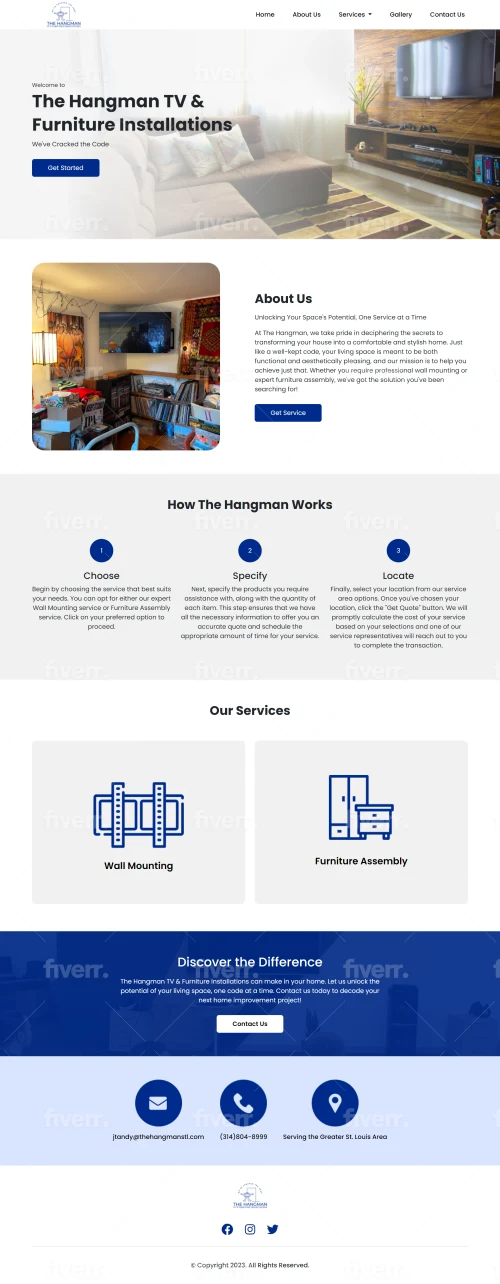 THE HANGMAN
Home
About Us
Services
Gallery
Contact Us
Welcome to
The Hangman TV &
Furniture Installations
We've Cracked the Code
Get Started
fiverr.
About Us
Unlocking Your Space's Potential, One Service at a Time
At The Hangman, we take pride in deciphering the secrets to
transforming your house into a comfortable and stylish home. Just
like a well-kept code, your living space is meant to be both
functional and aesthetically pleasing, and our mission is to help you
achieve just that. Whether you require professional wall mounting or
expert furniture assembly, we've got the solution you've been
searching for!
Get Service
How The Hangman Works
1
Choose
Begin by choosing the service that best suits
your needs. You can opt for either our expert
Wall Mounting service or Furniture Assembly
service. Click on your preferred option to
proceed.
2
Specify
Next, specify the products you require
assistance with, along with the quantity of
each item. This step ensures that we have
all the necessary information to offer you an
accurate quote and schedule the
appropriate amount of time for your service.
3
Locate
Finally, select your location from our service
area options. Once you've chosen your
location, click the "Get Quote" button. We will
promptly calculate the cost of your service
based on your selections and one of our
service representatives will reach out to you
to complete the transaction.
Our Services
Wall Mounting
Furniture Assembly
Discover the Difference
The Hangman TV & Furniture Installations can make in your home. Let us unlock the
potential of your living space, one code at a time. Contact us today to decode your
next home improvement project!
Contact Us
jtandy@thehangmanstl.com
(314)804-8999
Serving the Greater St. Louis Area
THE HANGMAN
© Copyright 2023. All Rights Reserved.